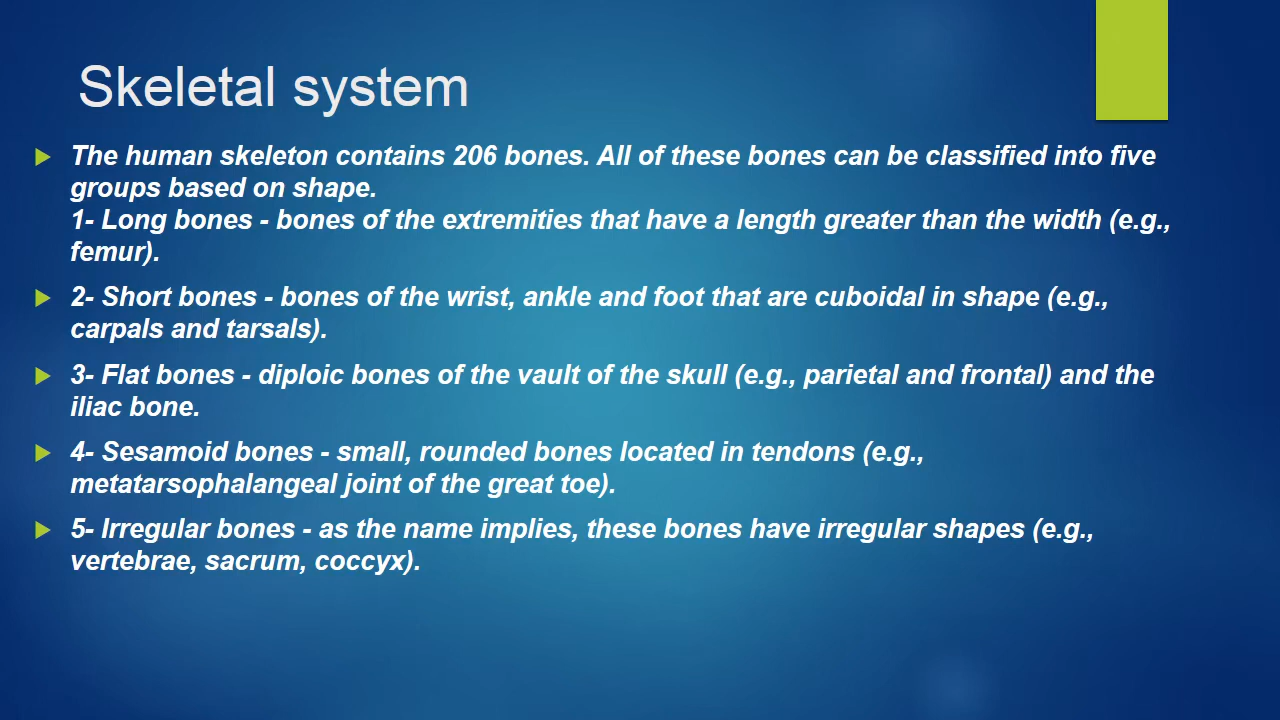 Skeletal system
The human skeleton contains 206 bones. All of these bones can be classified into five
groups based on shape.
1- Long bones - bones of the extremities that have a length greater than the width (e.g.,
femur).
2- Short bones - bones of the wrist, ankle and foot that are cuboidal in shape (e.g.,
carpals and tarsals).
3- Flat bones - diploic bones of the vault of the skull (e.g., parietal and frontal) and the
iliac bone.
4- Sesamoid bones - small, rounded bones located in tendons (e.g.,
metatarsophalangeal joint of the great toe).
5- Irregular bones - as the name implies, these bones have irregular shapes (e.g.,
vertebrae, sacrum, coccyx).